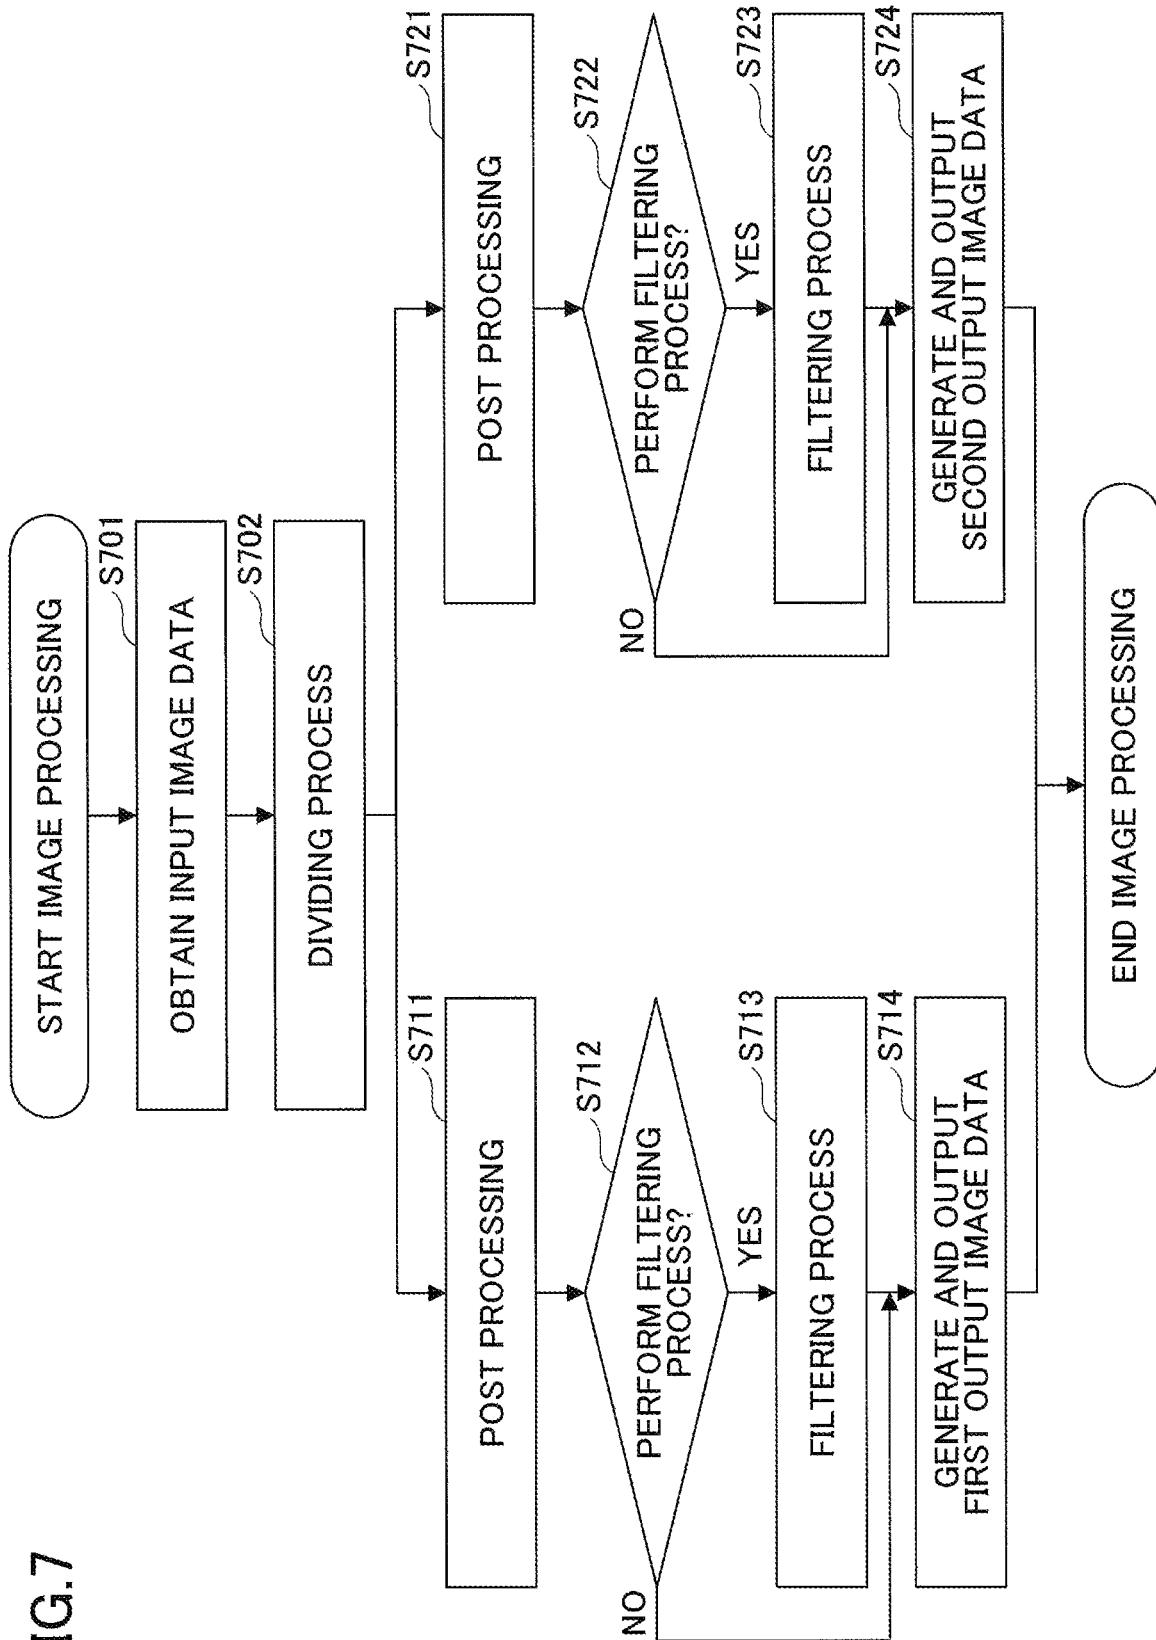 IG.7
START IMAGE PROCESSING
S701
OBTAIN INPUT IMAGE DATA
S702
DIVIDING PROCESS
S711
POST PROCESSING
S712
PERFORM FILTERING
PROCESS?
NO
YES
S713
FILTERING PROCESS
S714
GENERATE AND OUTPUT
FIRST OUTPUT IMAGE DATA
S721
POST PROCESSING
S722
PERFORM FILTERING
PROCESS?
NO
YES
S723
FILTERING PROCESS
S724
GENERATE AND OUTPUT
SECOND OUTPUT IMAGE DATA
END IMAGE PROCESSING